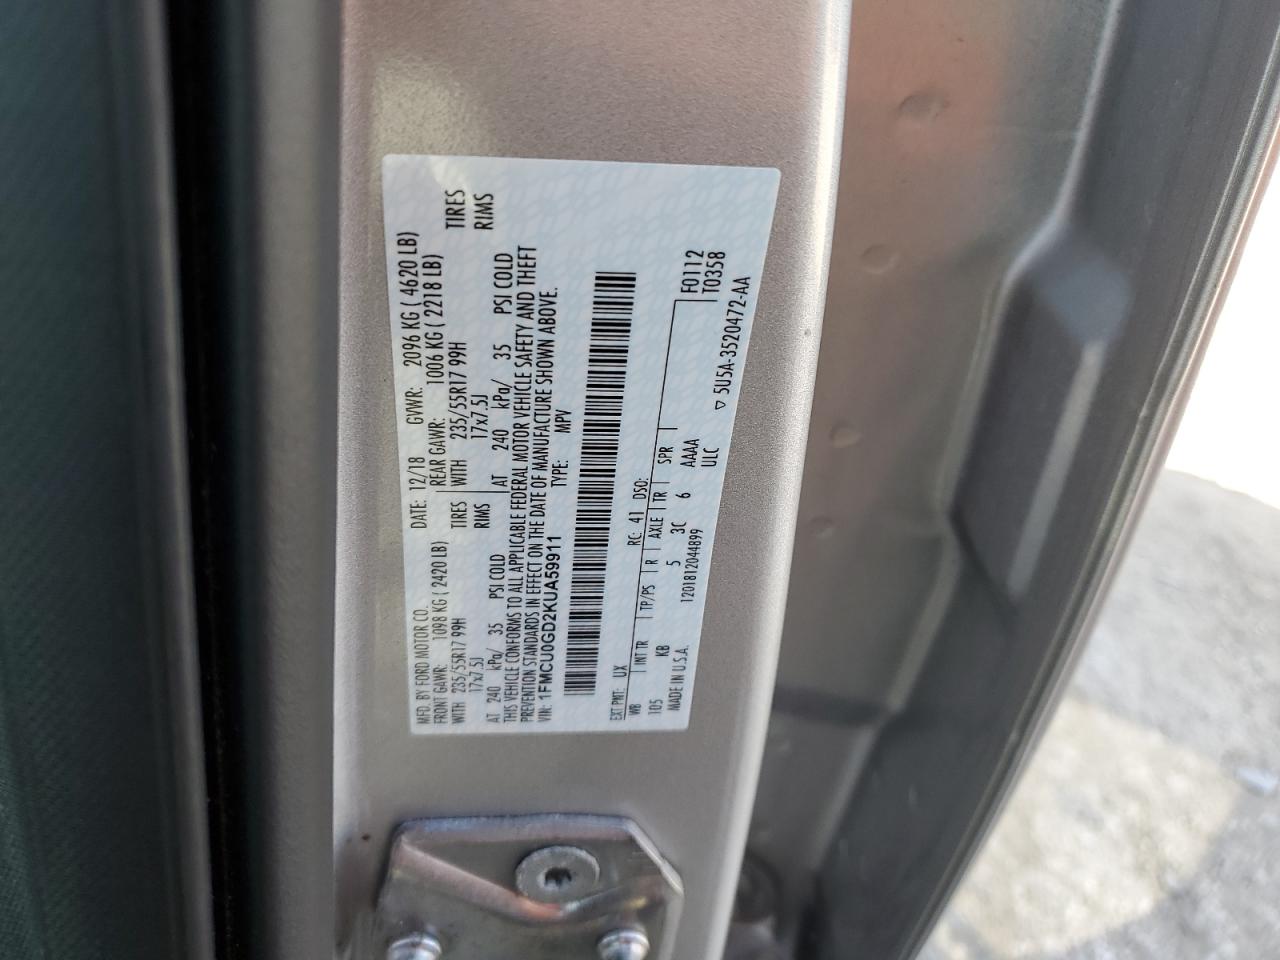 MFD. BY FORD MOTOR CO. DATE: 12/18 GVWR: 2096 KG ( 4620 LB)
FRONT GAWR: 1098 KG ( 2420 LB) REAR GAWR: 1006 KG ( 2218 LB)
WITH 235/55R17 99H TIRES WITH 235/55R17 99H TIRES
17x7.5J RIMS 17x7.5J RIMS
AT 240 kPa/ 35 PSI COLD AT 240 kPa/ 35 PSI COLD
THIS VEHICLE CONFORMS TO ALL APPLICABLE FEDERAL MOTOR VEHICLE SAFETY AND THEFT
PREVENTION STANDARDS IN EFFECT ON THE DATE OF MANUFACTURE SHOWN ABOVE.
VIN: 1FMCU0GD2KUA59911 TYPE: MPV
EXT PNT: UX RC: 41 DSO: F0112
WB INT TR TP/PS R AXLE TR SPR T0358
105 KB 5 3C 6 AAAA
MADE IN U.S.A. 1201812044899 ULC
▽ 5U5A-3520472-AA